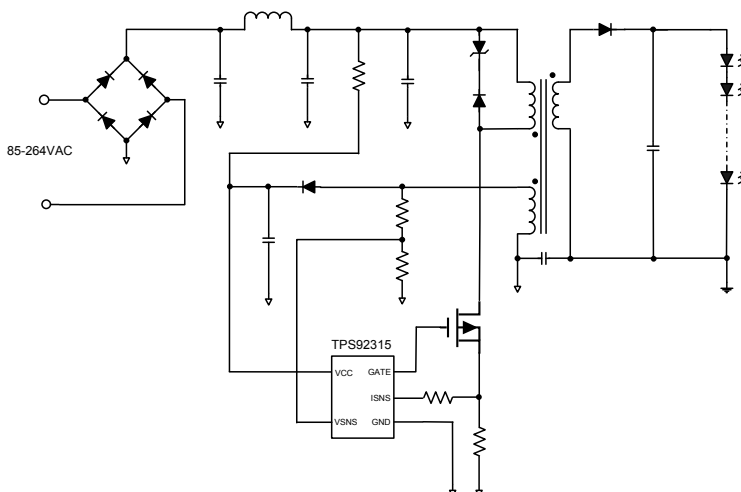 85-264VAC
TPS92315
VCC
GATE
ISNS
VSNS
GND